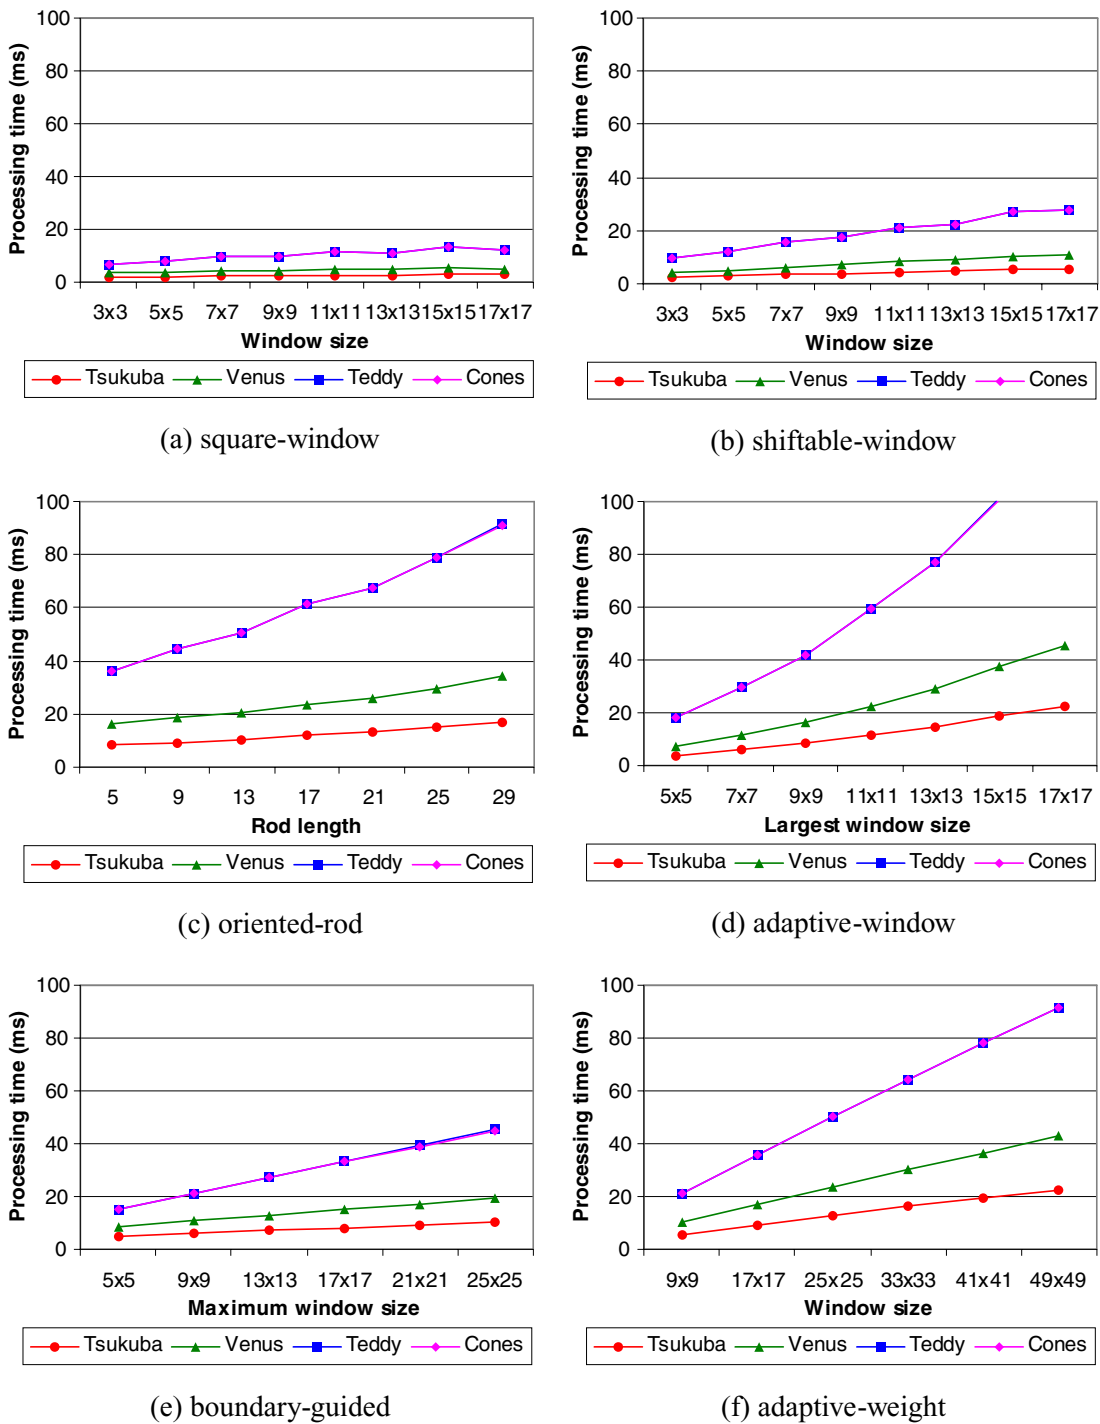 100
80
60
40
20
0
Processing time (ms)
3x3 5x5 7x7 9x9 11x11 13x13 15x15 17x17
Window size
Tsukuba Venus Teddy Cones
(a) square-window
100
80
60
40
20
0
Processing time (ms)
3x3 5x5 7x7 9x9 11x11 13x13 15x15 17x17
Window size
Tsukuba Venus Teddy Cones
(b) shiftable-window
100
80
60
40
20
0
Processing time (ms)
5 9 13 17 21 25 29
Rod length
Tsukuba Venus Teddy Cones
(c) oriented-rod
100
80
60
40
20
0
Processing time (ms)
5x5 7x7 9x9 11x11 13x13 15x15 17x17
Largest window size
Tsukuba Venus Teddy Cones
(d) adaptive-window
100
80
60
40
20
0
Processing time (ms)
5x5 9x9 13x13 17x17 21x21 25x25
Maximum window size
Tsukuba Venus Teddy Cones
(e) boundary-guided
100
80
60
40
20
0
Processing time (ms)
9x9 17x17 25x25 33x33 41x41 49x49
Window size
Tsukuba Venus Teddy Cones
(f) adaptive-weight